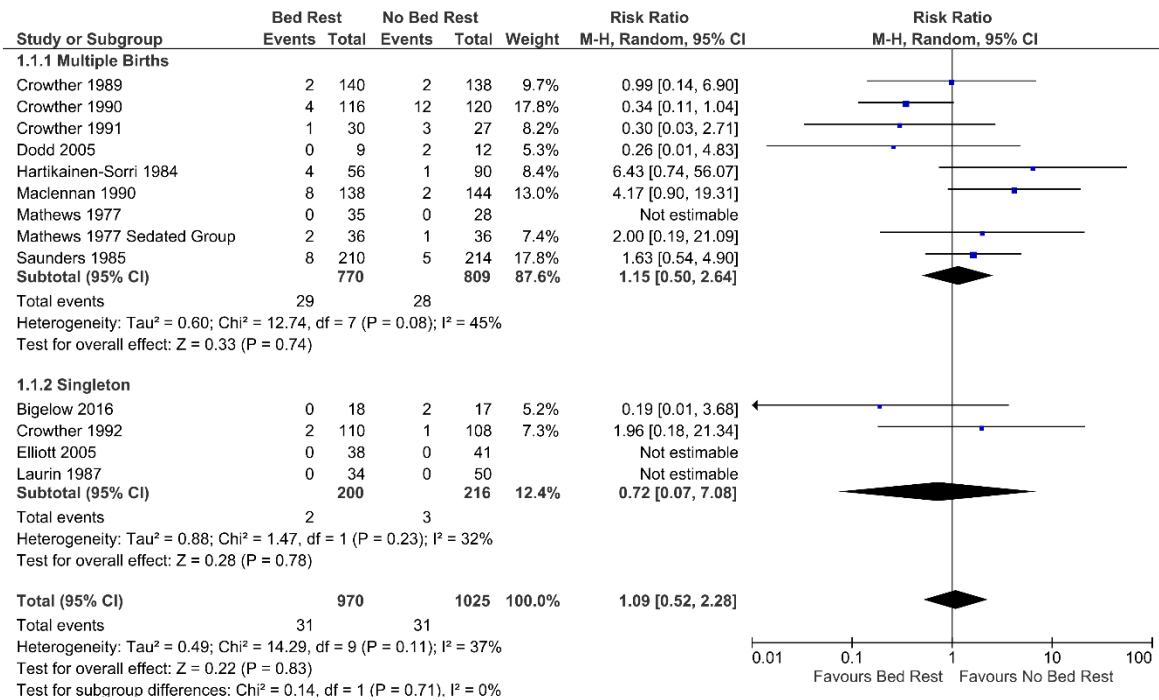 Bed Rest No Bed Rest Risk Ratio Risk Ratio
Study or Subgroup Events Total Events Total Weight M-H, Random, 95% CI M-H, Random, 95% CI
1.1.1 Multiple Births
Crowther 1989 2 140 2 138 9.7% 0.99 [0.14, 6.90]
Crowther 1990 4 116 12 120 17.8% 0.34 [0.11, 1.04]
Crowther 1991 1 30 3 27 8.2% 0.30 [0.03, 2.71]
Dodd 2005 0 9 2 12 5.3% 0.26 [0.01, 4.83]
Hartikainen-Sorri 1984 4 56 1 90 8.4% 6.43 [0.74, 56.07]
Maclennan 1990 8 138 2 144 13.0% 4.17 [0.90, 19.31]
Mathews 1977 0 35 0 28 Not estimable
Mathews 1977 Sedated Group 2 36 1 36 7.4% 2.00 [0.19, 21.09]
Saunders 1985 8 210 5 214 17.8% 1.63 [0.54, 4.90]
Subtotal (95% CI) 770 809 87.6% 1.15 [0.50, 2.64]
Total events 29 28
Heterogeneity: Tau² = 0.60; Chi² = 12.74, df = 7 (P = 0.08); I² = 45%
Test for overall effect: Z = 0.33 (P = 0.74)
1.1.2 Singleton
Bigelow 2016 0 18 2 17 5.2% 0.19 [0.01, 3.68]
Crowther 1992 2 110 1 108 7.3% 1.96 [0.18, 21.34]
Elliott 2005 0 38 0 41 Not estimable
Laurin 1987 0 34 0 50 Not estimable
Subtotal (95% CI) 200 216 12.4% 0.72 [0.07, 7.08]
Total events 2 3
Heterogeneity: Tau² = 0.88; Chi² = 1.47, df = 1 (P = 0.23); I² = 32%
Test for overall effect: Z = 0.28 (P = 0.78)
Total (95% CI) 970 1025 100.0% 1.09 [0.52, 2.28]
Total events 31 31
Heterogeneity: Tau² = 0.49; Chi² = 14.29, df = 9 (P = 0.11); I² = 37%
Test for overall effect: Z = 0.22 (P = 0.83)
Test for subgroup differences: Chi² = 0.14, df = 1 (P = 0.71), I² = 0%
0.01 0.1 1 10 100
Favours Bed Rest Favours No Bed Rest